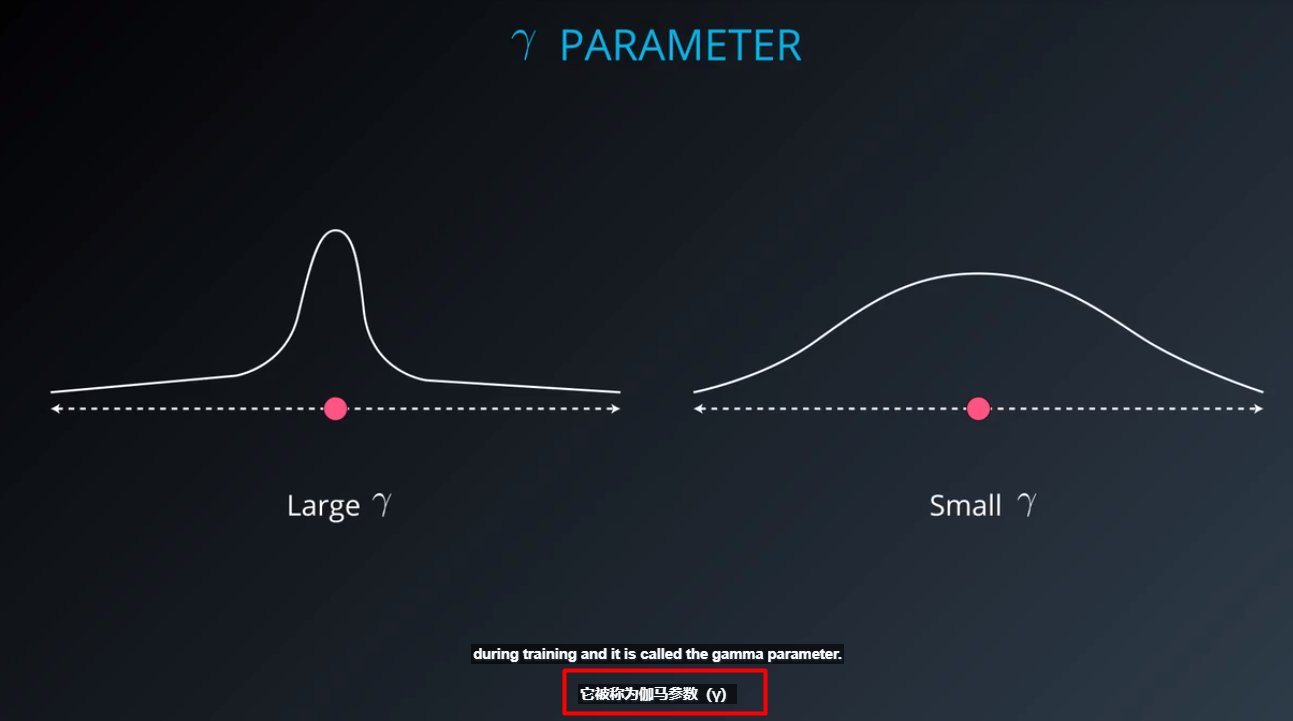 γ PARAMETER
Large γ
Small γ
during training and it is called the gamma parameter.
它被称为伽马参数（γ）